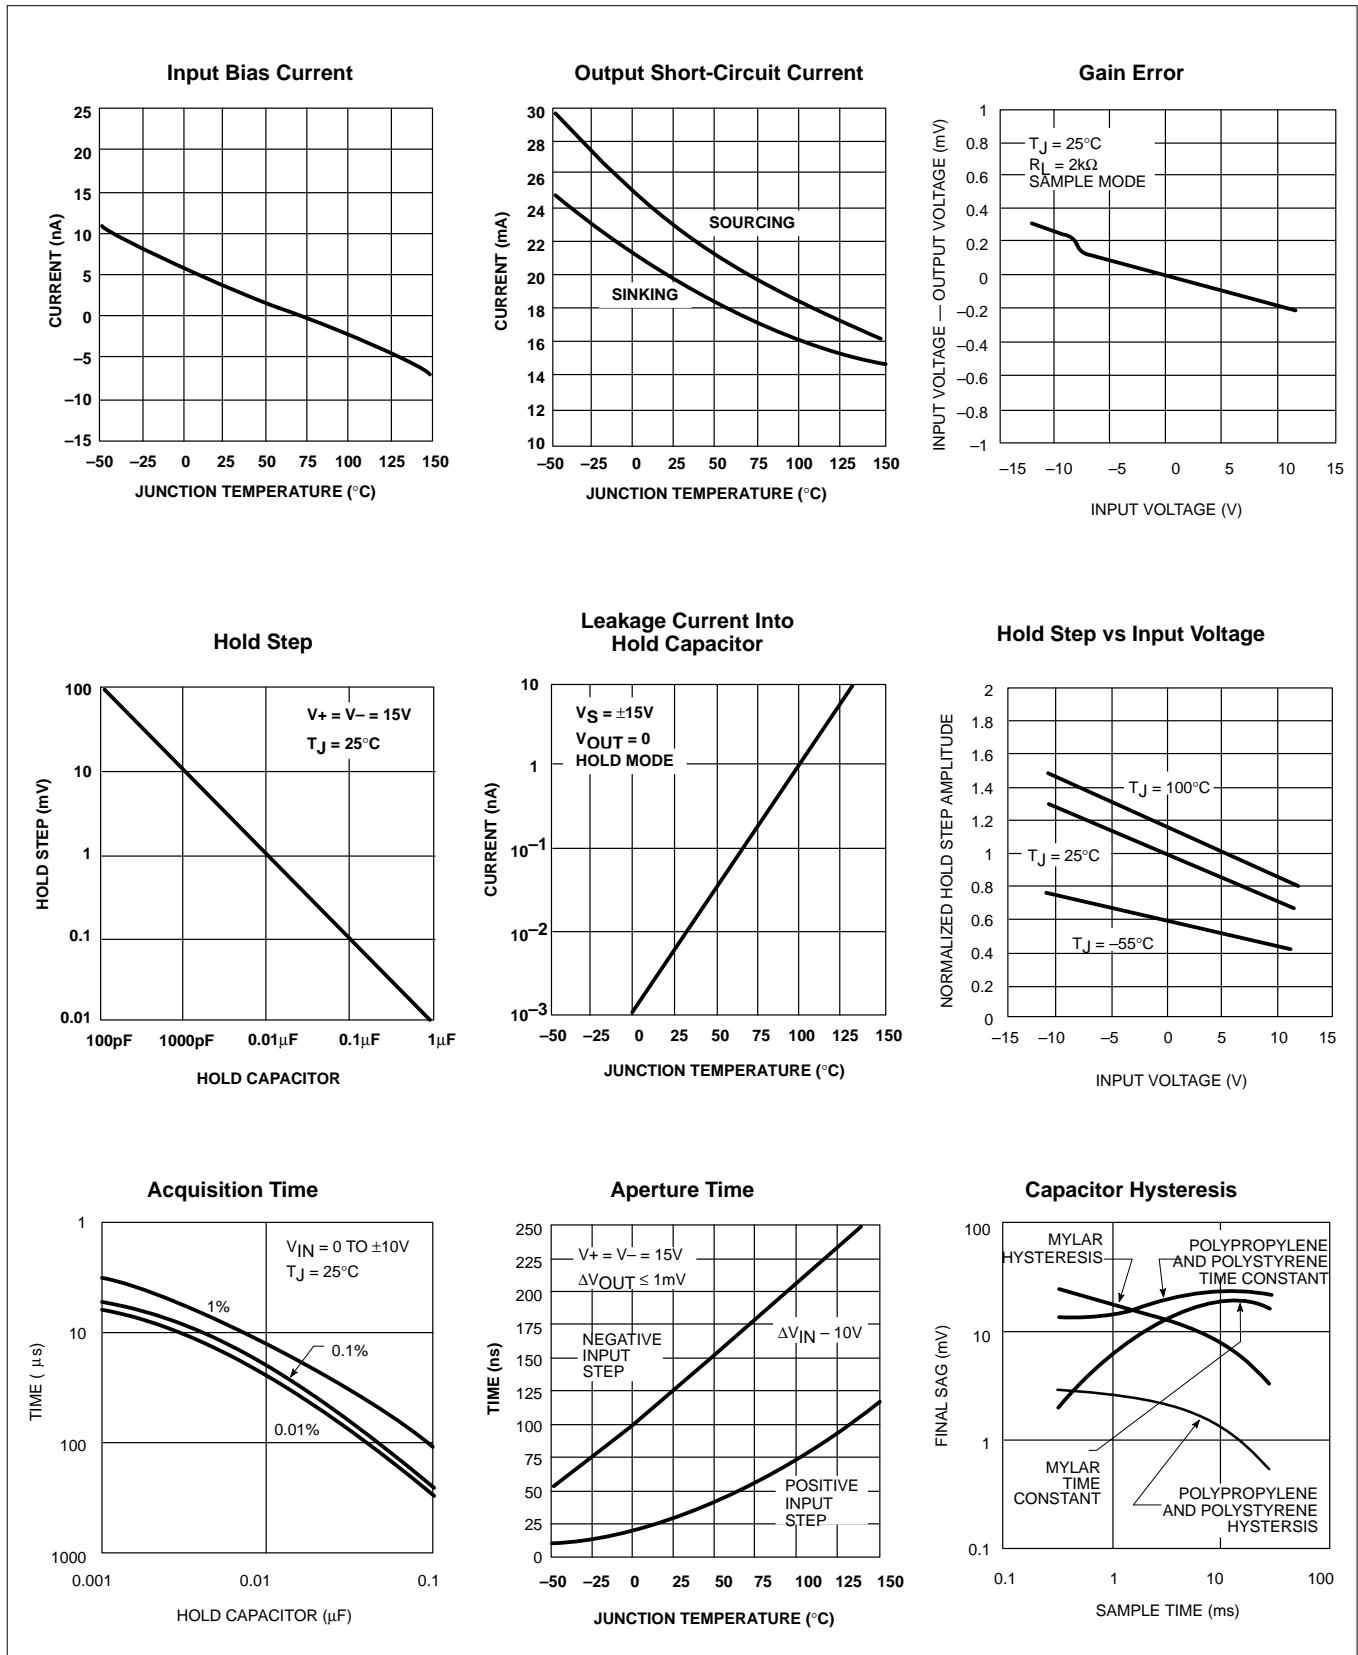 Input Bias Current
25
20
15
10
5
0
–5
–10
–15
CURRENT (nA)
–50 –25 0 25 50 75 100 125 150
JUNCTION TEMPERATURE (°C)
Output Short-Circuit Current
30
28
26
24
22
20
18
16
14
12
10
CURRENT (mA)
SOURCING
SINKING
–50 –25 0 25 50 75 100 125 150
JUNCTION TEMPERATURE (°C)
Gain Error
1
0.8
0.6
0.4
0.2
0
–0.2
–0.4
–0.6
–0.8
–1
INPUT VOLTAGE — OUTPUT VOLTAGE (mV)
TJ = 25°C
RL = 2kΩ
SAMPLE MODE
–15 –10 –5 0 5 10 15
INPUT VOLTAGE (V)
Hold Step
100
10
1
0.1
0.01
HOLD STEP (mV)
V+ = V– = 15V
TJ = 25°C
100pF 1000pF 0.01µF 0.1µF 1µF
HOLD CAPACITOR
Leakage Current Into
Hold Capacitor
10
1
10–1
10–2
10–3
CURRENT (nA)
VS = ±15V
VOUT = 0
HOLD MODE
–50 –25 0 25 50 75 100 125 150
JUNCTION TEMPERATURE (°C)
Hold Step vs Input Voltage
2
1.8
1.6
1.4
1.2
1
0.8
0.6
0.4
0.2
0
NORMALIZED HOLD STEP AMPLITUDE
TJ = 100°C
TJ = 25°C
TJ = –55°C
–15 –10 –5 0 5 10 15
INPUT VOLTAGE (V)
Acquisition Time
1
10
100
1000
TIME ( µs)
VIN = 0 TO ±10V
TJ = 25°C
1%
0.1%
0.01%
0.001 0.01 0.1
HOLD CAPACITOR (µF)
Aperture Time
250
225
200
175
150
125
100
75
50
25
0
TIME (ns)
V+ = V– = 15V
ΔVOUT ≤ 1mV
NEGATIVE
INPUT
STEP
ΔVIN – 10V
POSITIVE
INPUT
STEP
–50 –25 0 25 50 75 100 125 150
JUNCTION TEMPERATURE (°C)
Capacitor Hysteresis
100
10
1
0.1
FINAL SAG (mV)
MYLAR
HYSTERESIS
POLYPROPYLENE
AND POLYSTYRENE
TIME CONSTANT
MYLAR
TIME
CONSTANT
POLYPROPYLENE
AND POLYSTYRENE
HYSTERSIS
0.1 1 10 100
SAMPLE TIME (ms)